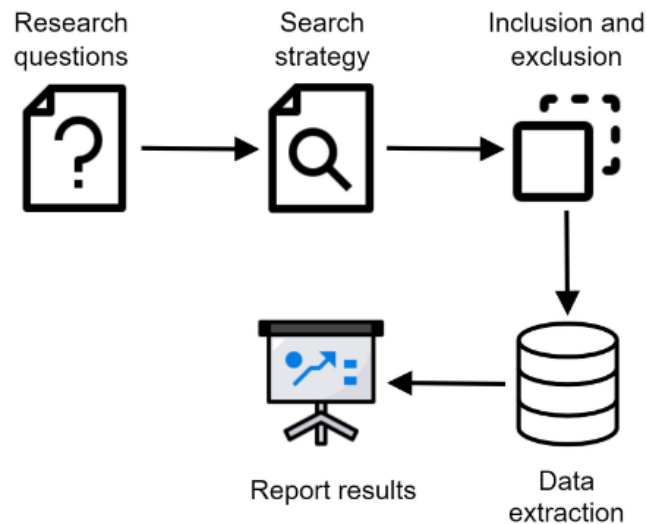 Research
questions
Search
strategy
Inclusion and
exclusion
Report results
Data
extraction